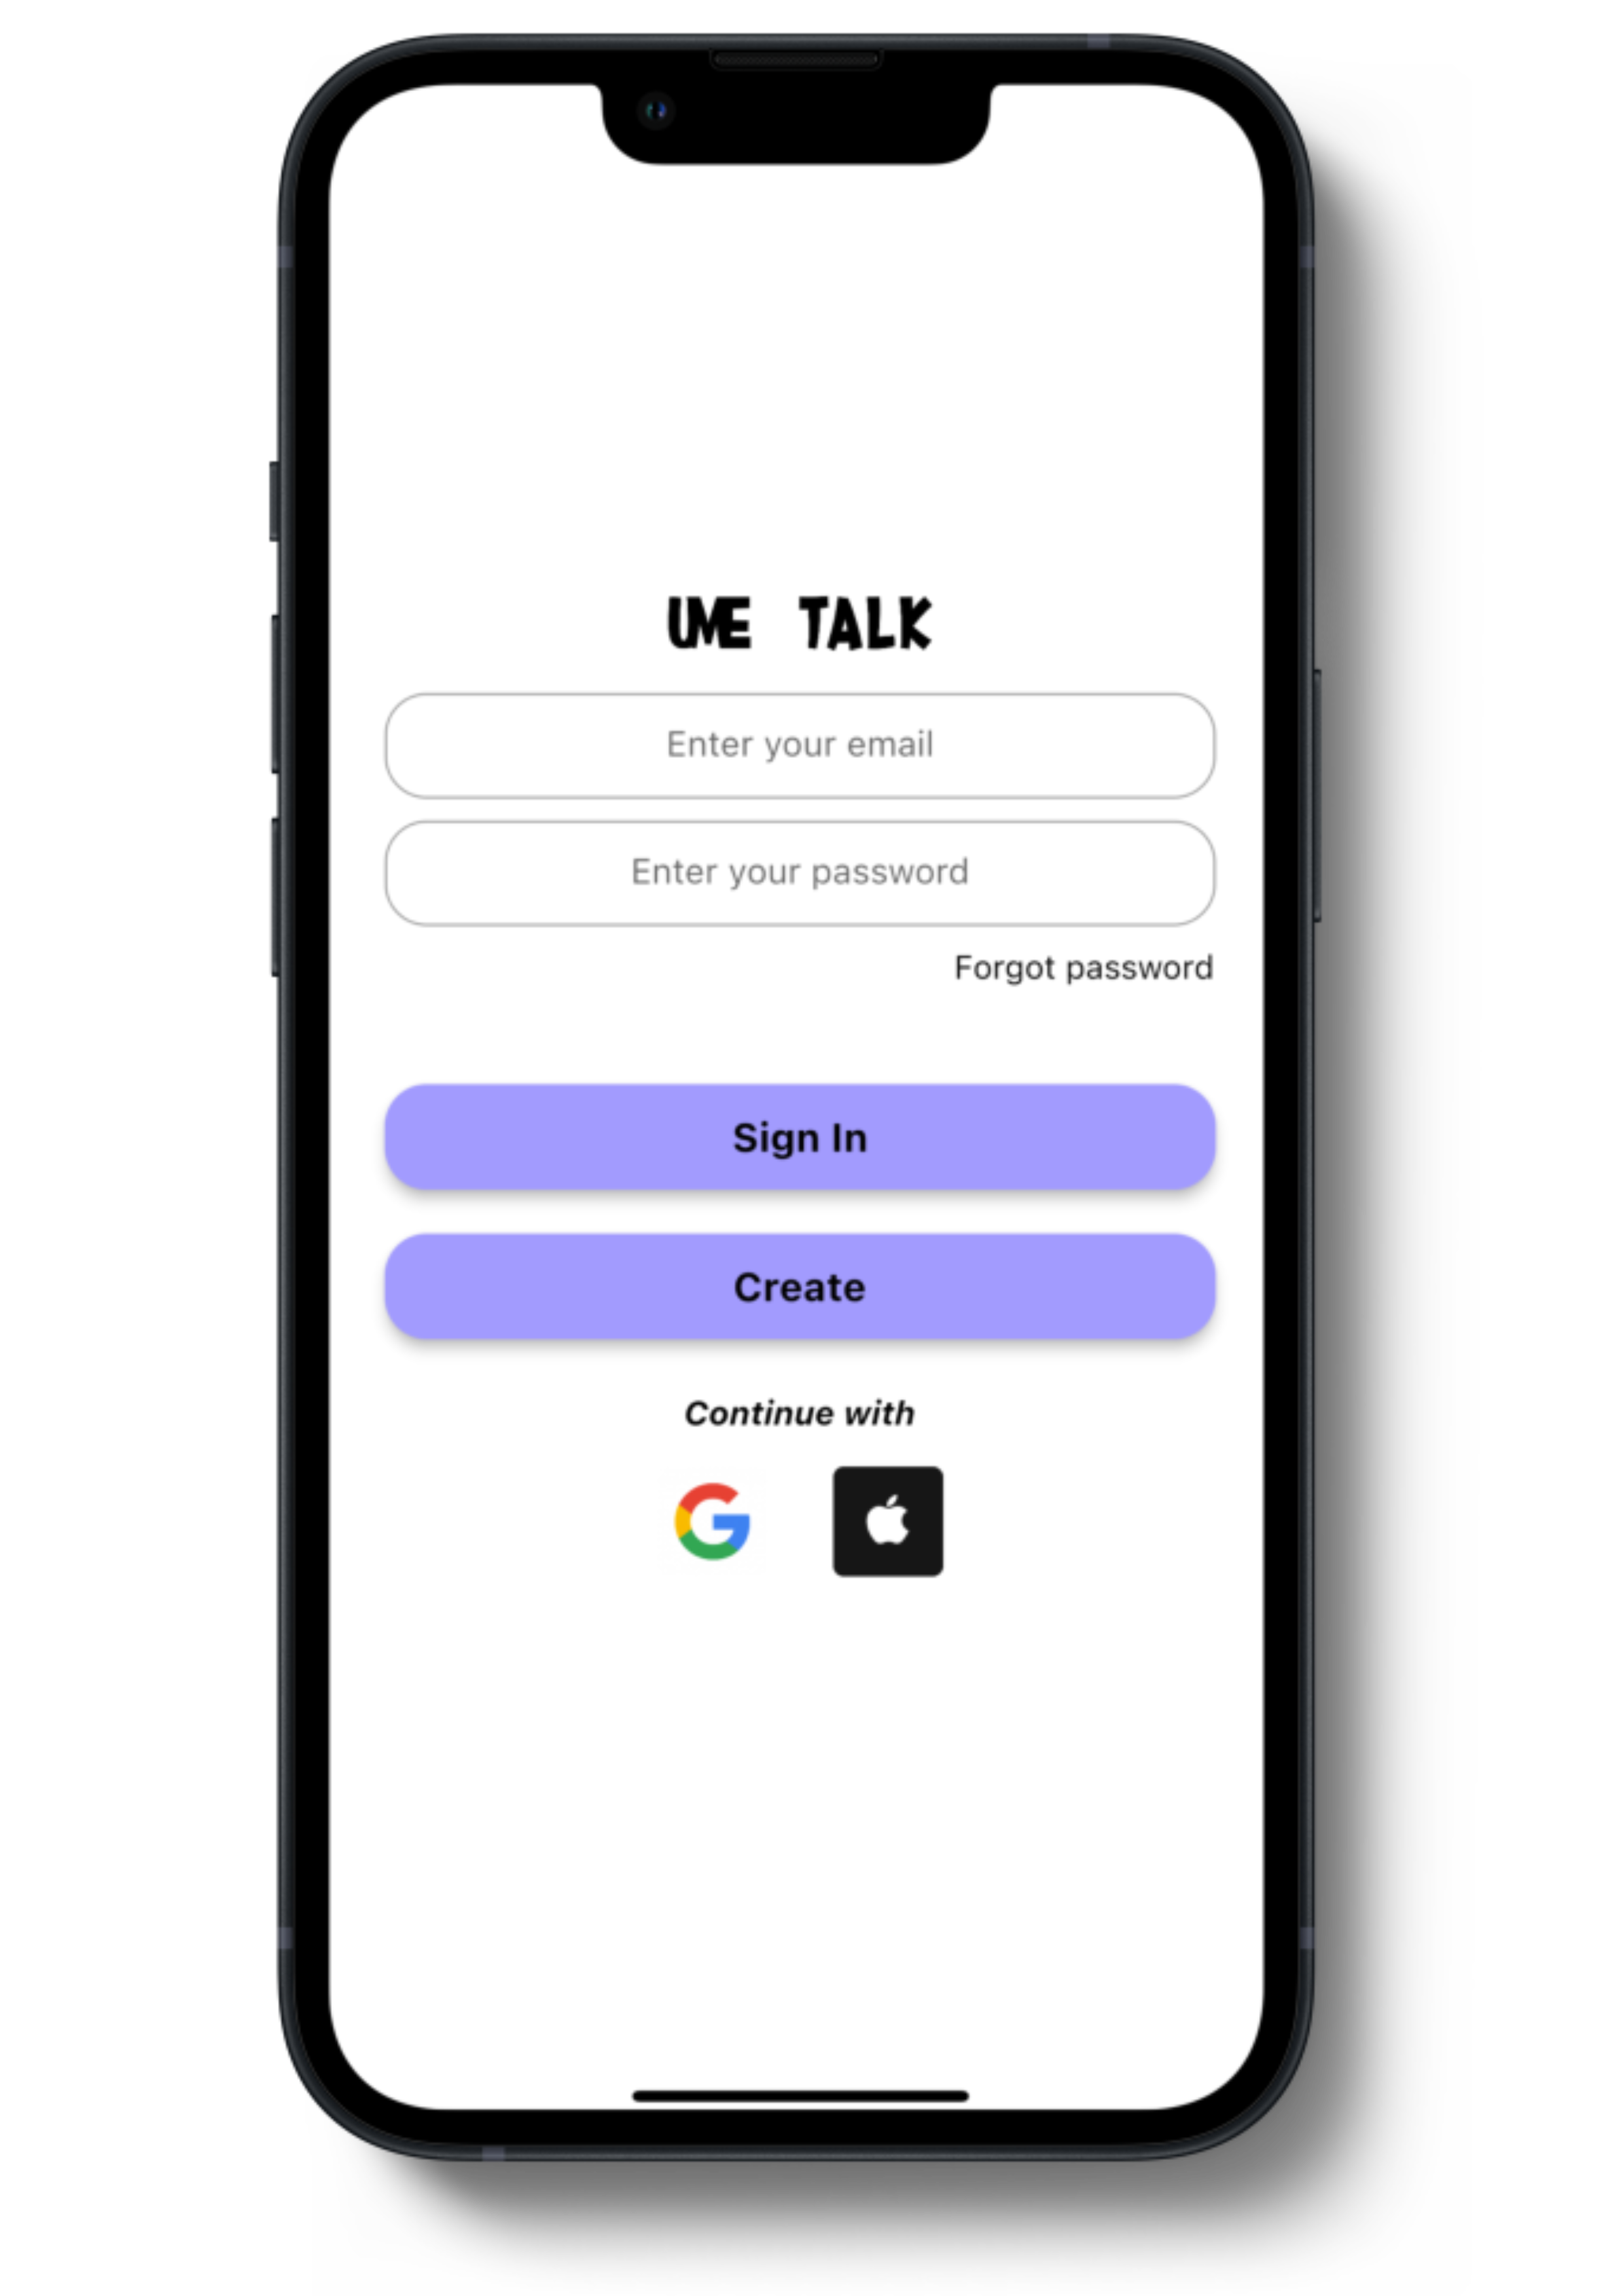 UME TALK
Enter your email
Enter your password
Forgot password
Sign In
Create
Continue with